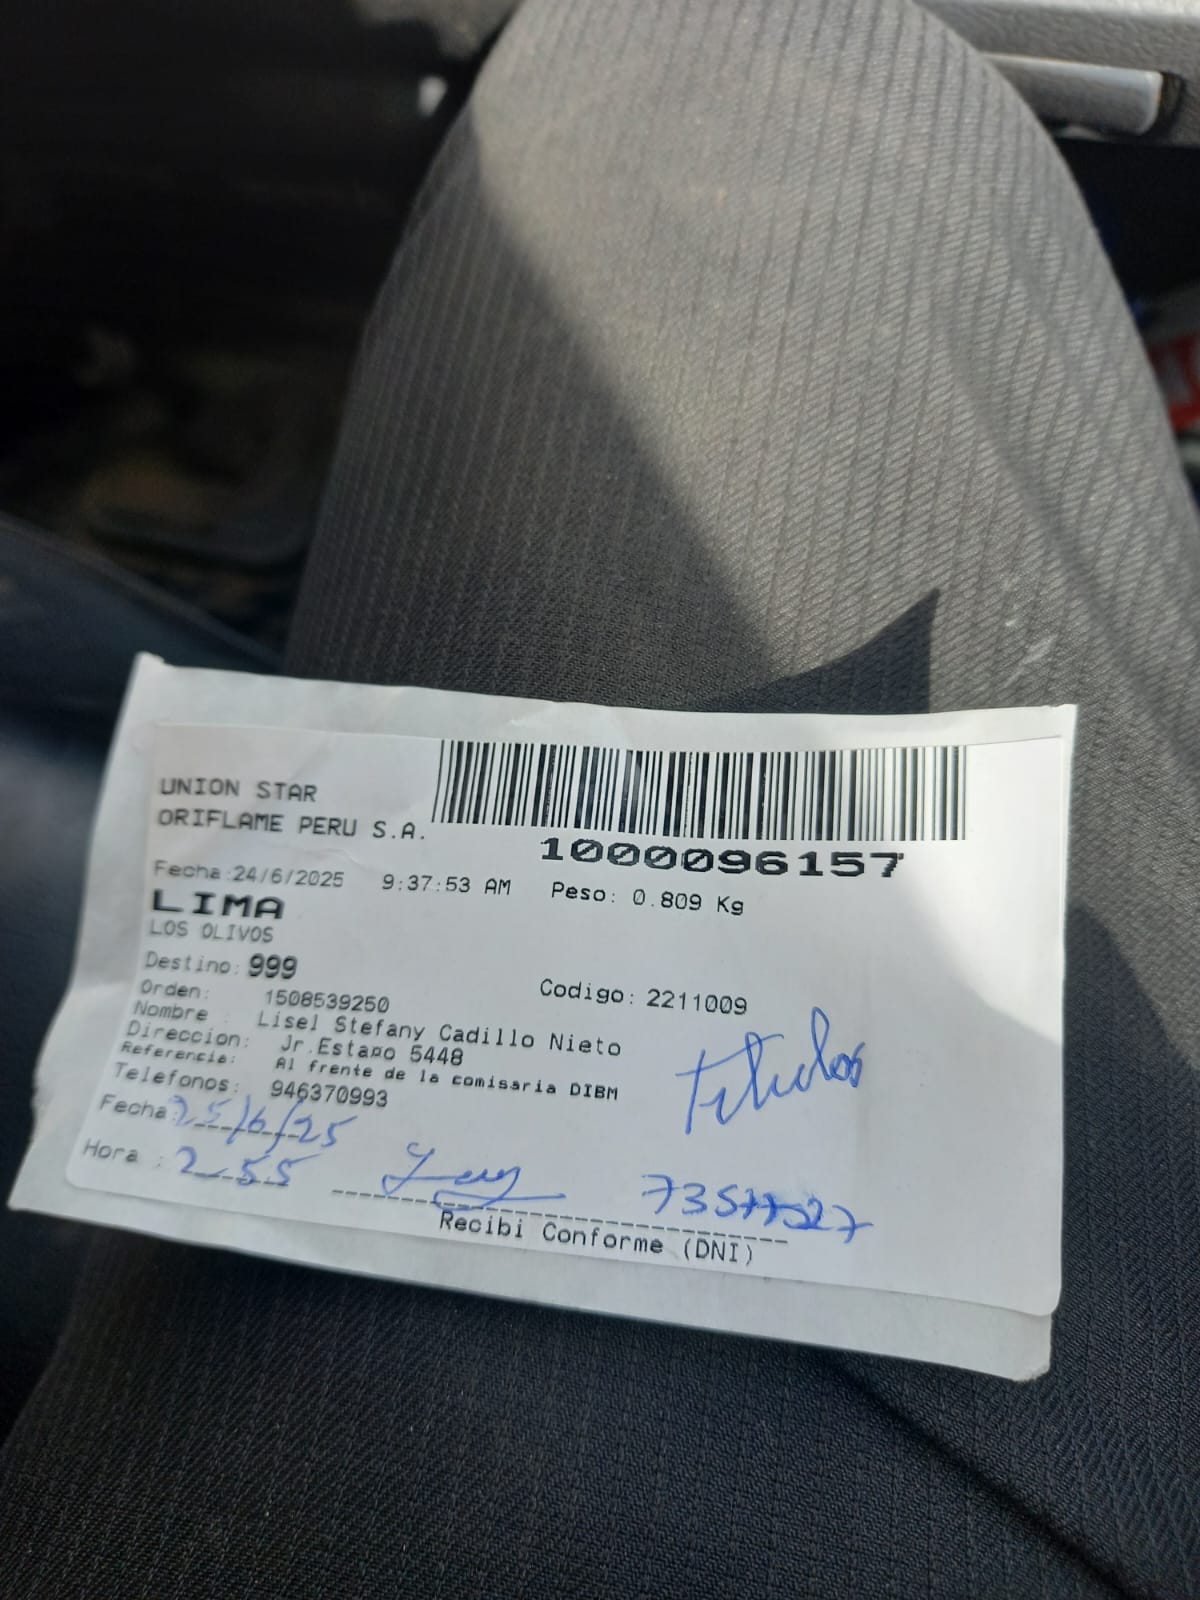 UNION STAR
ORIFLAME PERU S.A.
1000096157
Fecha:24/6/2025 9:37:53 AM Peso: 0.809 Kg
LIMA
LOS OLIVOS
Destino: 999
Orden: 1508539250 Codigo: 2211009
Nombre : Lisel Stefany Cadillo Nieto
Direccion: Jr.Estaño 5448
Referencia: Al frente de la comisaria DIBM
Telefonos: 946370993
Fecha: 25/6/25
Hora : 2 55
Recibi Conforme (DNI)